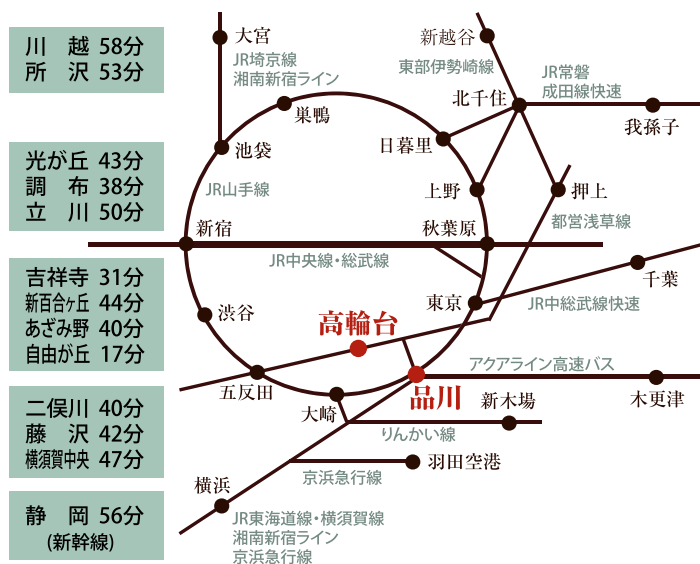 川　越 58分
所　沢 53分
光が丘 43分
調　布 38分
立　川 50分
吉祥寺 31分
新百合ヶ丘 44分
あざみ野 40分
自由が丘 17分
二俣川 40分
藤　沢 42分
横須賀中央 47分
静　岡 56分
(新幹線)
大宮
JR埼京線
湘南新宿ライン
新越谷
東部伊勢崎線
JR常磐
成田線快速
巣鴨
北千住
我孫子
池袋
日暮里
JR山手線
上野
押上
新宿
秋葉原
都営浅草線
JR中央線・総武線
千葉
渋谷
東京
JR中総武線快速
高輪台
五反田
アクアライン高速バス
品川
大崎
新木場
木更津
りんかい線
羽田空港
京浜急行線
横浜
JR東海道線・横須賀線
湘南新宿ライン
京浜急行線